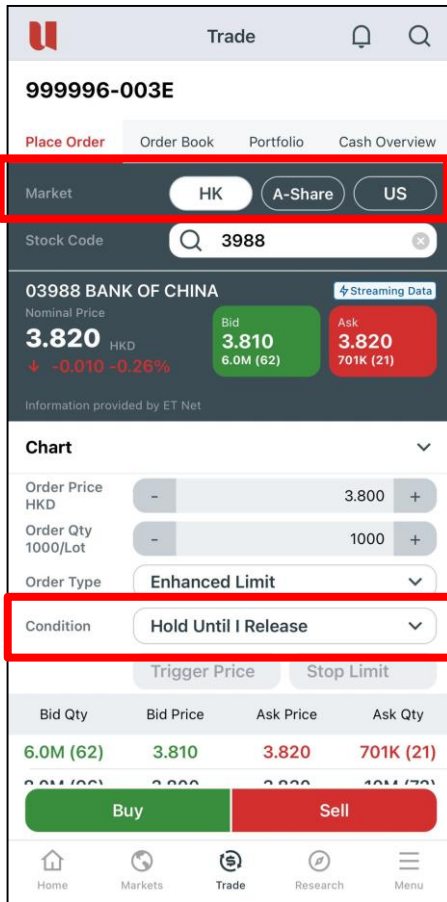 Trade
999996-003E
Place Order Order Book Portfolio Cash Overview
Market HK A-Share US
Stock Code 3988
03988 BANK OF CHINA Streaming Data
Nominal Price
3.820 HKD
↓ -0.010 -0.26%
Bid
3.810
6.0M (62)
Ask
3.820
701K (21)
Information provided by ET Net
Chart
Order Price
HKD
- 3.800 +
Order Qty
1000/Lot
- 1000 +
Order Type Enhanced Limit
Condition Hold Until I Release
Trigger Price Stop Limit
Bid Qty Bid Price Ask Price Ask Qty
6.0M (62) 3.810 3.820 701K (21)
Buy Sell
Home Markets Trade Research Menu